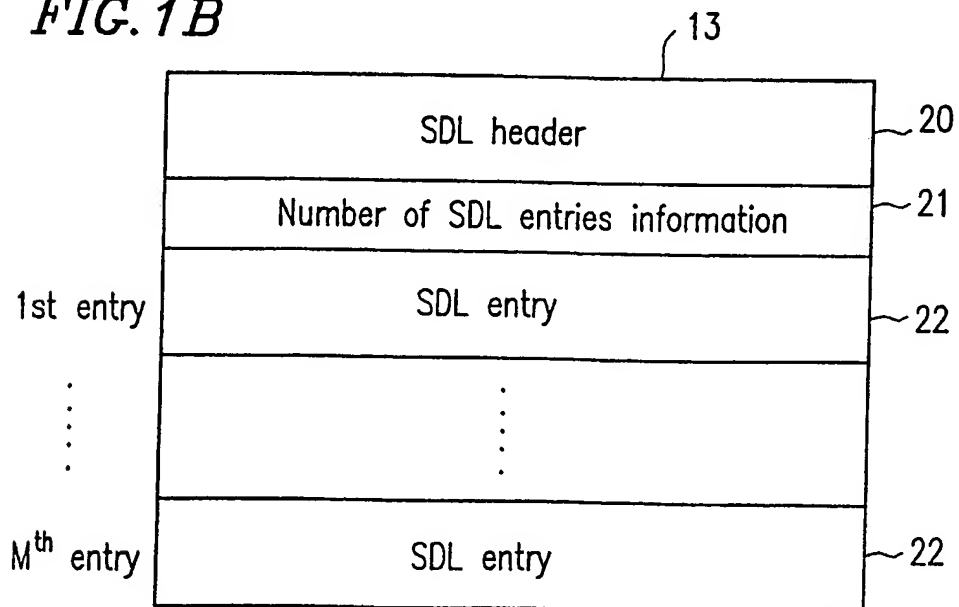 FIG. 1B
13
SDL header
20
Number of SDL entries information
21
1st entry
SDL entry
22
Mth entry
SDL entry
22